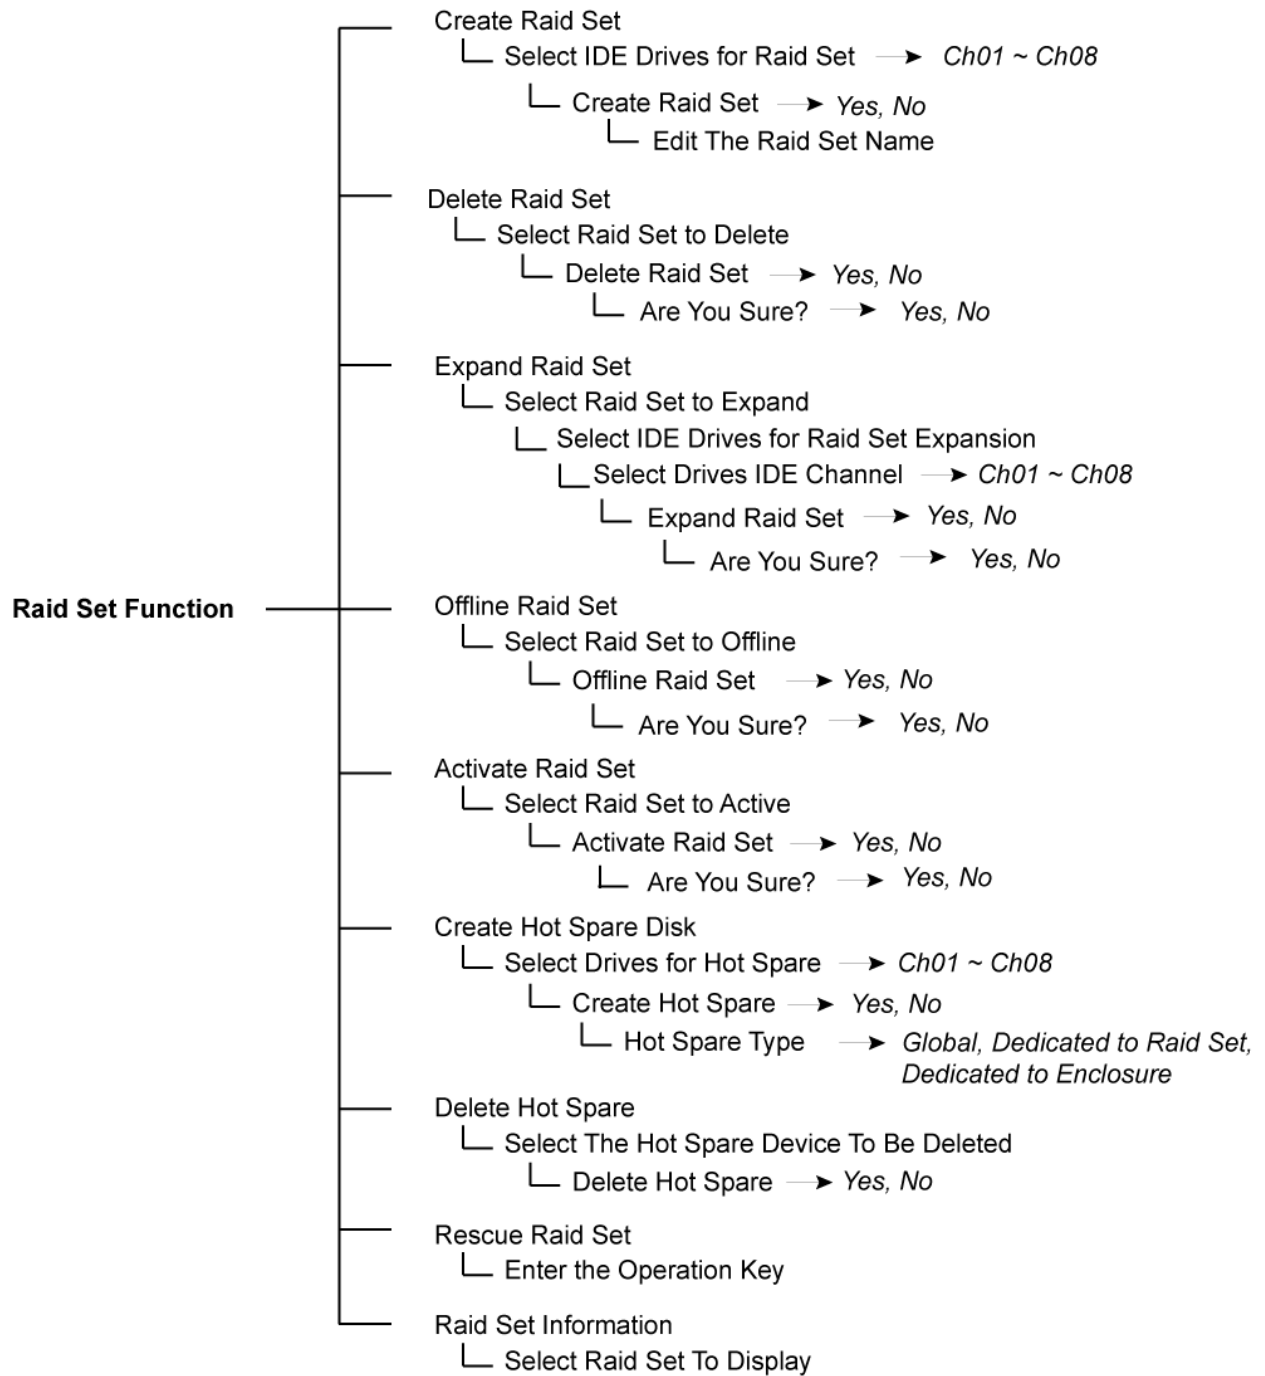 Create Raid Set
Select IDE Drives for Raid Set Ch01 ~ Ch08
Create Raid Set Yes, No
Edit The Raid Set Name
Delete Raid Set
Select Raid Set to Delete
Delete Raid Set Yes, No
Are You Sure? Yes, No
Expand Raid Set
Select Raid Set to Expand
Select IDE Drives for Raid Set Expansion
Select Drives IDE Channel Ch01 ~ Ch08
Expand Raid Set Yes, No
Are You Sure? Yes, No
Raid Set Function
Offline Raid Set
Select Raid Set to Offline
Offline Raid Set Yes, No
Are You Sure? Yes, No
Activate Raid Set
Select Raid Set to Active
Activate Raid Set Yes, No
Are You Sure? Yes, No
Create Hot Spare Disk
Select Drives for Hot Spare Ch01 ~ Ch08
Create Hot Spare Yes, No
Hot Spare Type Global, Dedicated to Raid Set,
Dedicated to Enclosure
Delete Hot Spare
Select The Hot Spare Device To Be Deleted
Delete Hot Spare Yes, No
Rescue Raid Set
Enter the Operation Key
Raid Set Information
Select Raid Set To Display